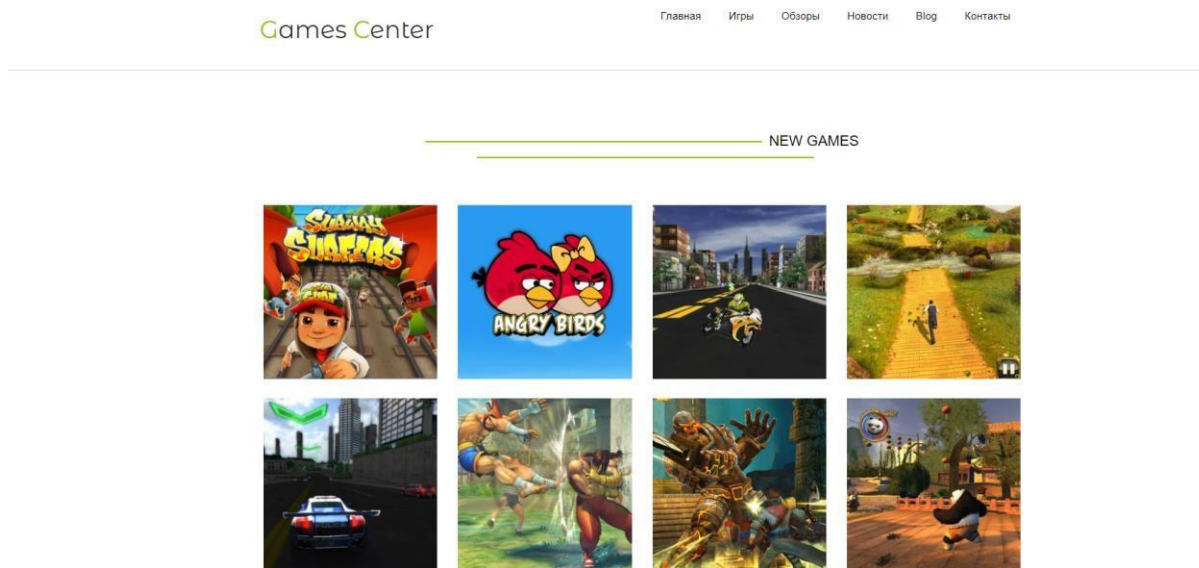 Games Center
Главная Игры Обзоры Новости Blog Контакты
NEW GAMES
SUBWAY
SURFERS
ANGRY BIRDS